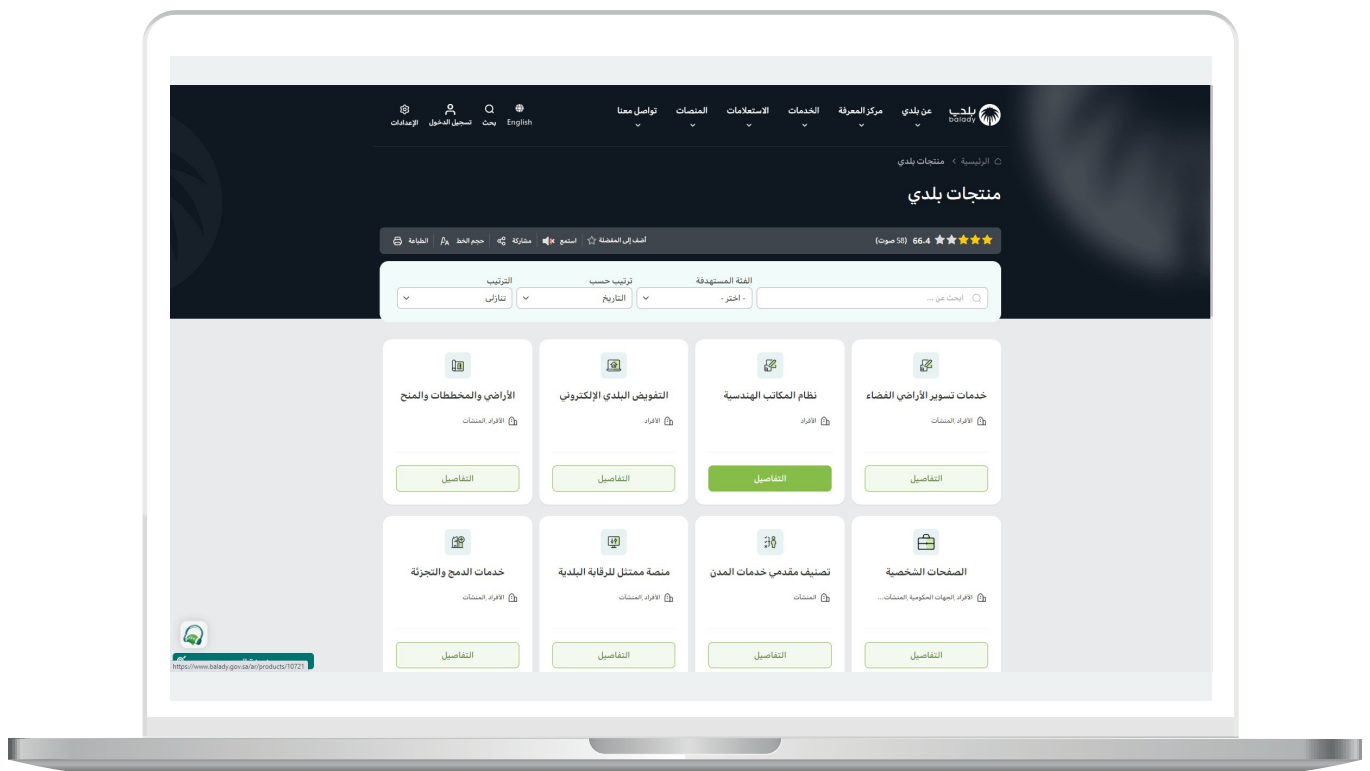 بلدي
balady
عن بلدي
مركز المعرفة
الخدمات
الاستعلامات
المنصات
تواصل معنا
English
بحث
تسجيل الدخول
الإعدادات
الرئيسية › منتجات بلدي
منتجات بلدي
66.4 (58 صوت)
أضف إلى المفضلة
استمع
مشاركة
حجم الخط
الطباعة
الفئة المستهدفة
ترتيب حسب
الترتيب
ابحث عن ...
- اختر -
التاريخ
تنازلي
خدمات تسوير الأراضي الفضاء
الأفراد, المنشآت
التفاصيل
نظام المكاتب الهندسية
الأفراد
التفاصيل
التفويض البلدي الإلكتروني
الأفراد
التفاصيل
الأراضي والمخططات والمنح
الأفراد, المنشآت
التفاصيل
الصفحات الشخصية
الأفراد, الجهات الحكومية, المنشآت...
التفاصيل
تصنيف مقدمي خدمات المدن
المنشآت
التفاصيل
منصة ممتثل للرقابة البلدية
الأفراد, المنشآت
التفاصيل
خدمات الدمج والتجزئة
الأفراد, المنشآت
التفاصيل
https://www.balady.gov.sa/ar/products/10721